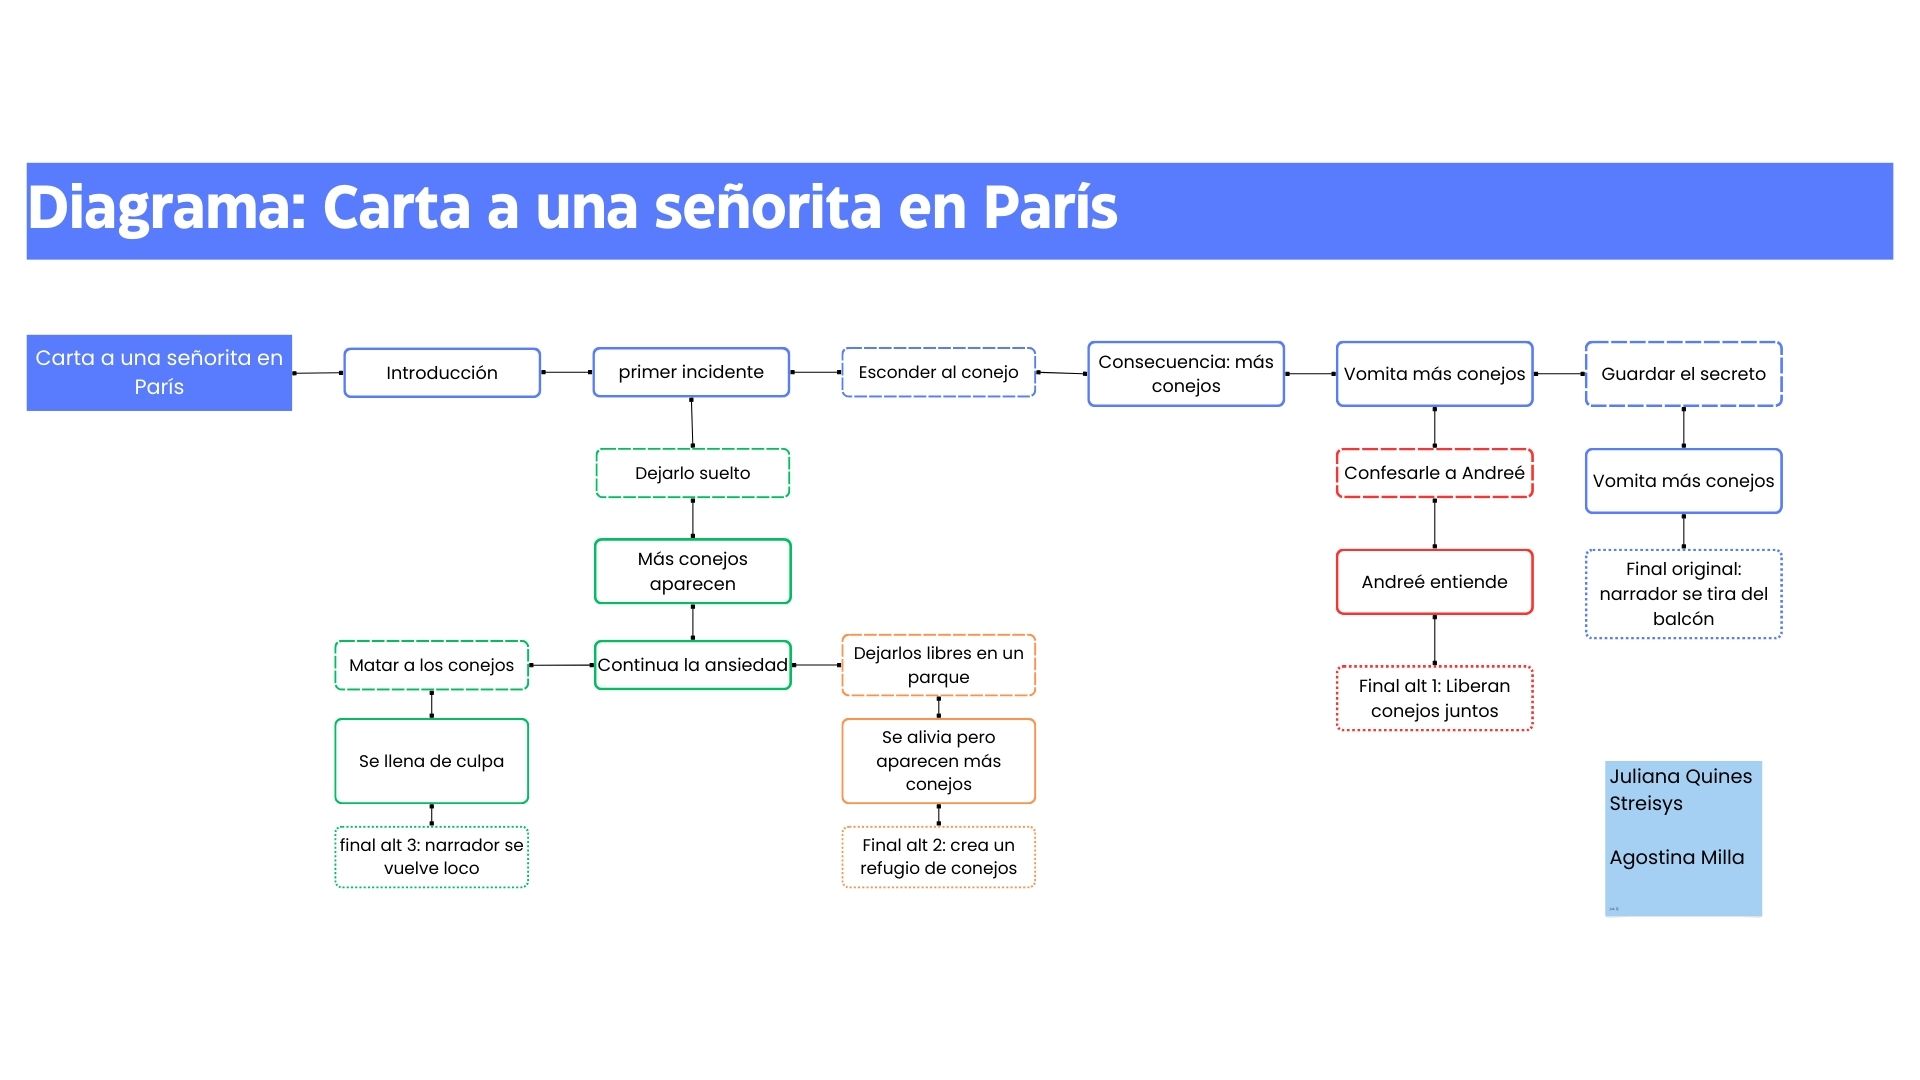 Diagrama: Carta a una señorita en París
Carta a una señorita en
París
Introducción
primer incidente
Esconder al conejo
Consecuencia: más
conejos
Vomita más conejos
Guardar el secreto
Dejarlo suelto
Confesarle a Andreé
Vomita más conejos
Más conejos
aparecen
Andreé entiende
Final original:
narrador se tira del
balcón
Matar a los conejos
Continua la ansiedad
Dejarlos libres en un
parque
Final alt 1: Liberan
conejos juntos
Se llena de culpa
Se alivia pero
aparecen más
conejos
final alt 3: narrador se
vuelve loco
Final alt 2: crea un
refugio de conejos
Juliana Quines
Streisys
Agostina Milla